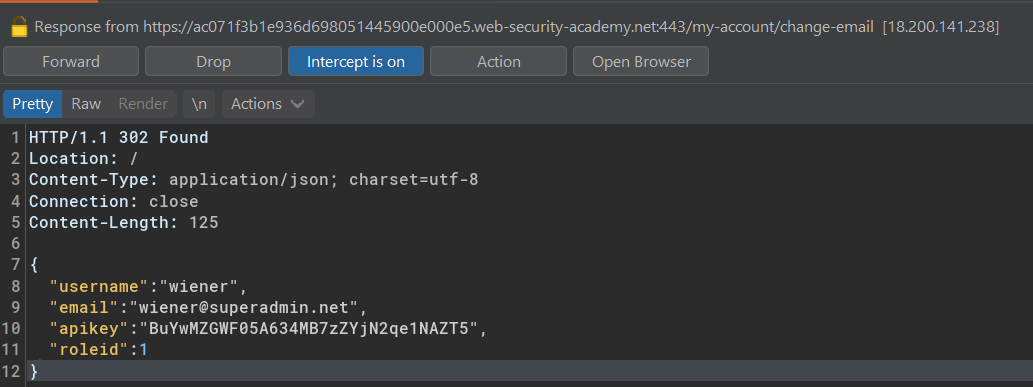 Response from https://ac071f3b1e936d698051445900e000e5.web-security-academy.net:443/my-account/change-email [18.200.141.238]
Forward Drop Intercept is on Action Open Browser
Pretty Raw Render \n Actions
1 HTTP/1.1 302 Found
2 Location: /
3 Content-Type: application/json; charset=utf-8
4 Connection: close
5 Content-Length: 125
6
7 {
8 "username":"wiener",
9 "email":"wiener@superadmin.net",
10 "apikey":"BuYwMZGWF05A634MB7zZYjN2qe1NAZT5",
11 "roleid":1
12 }